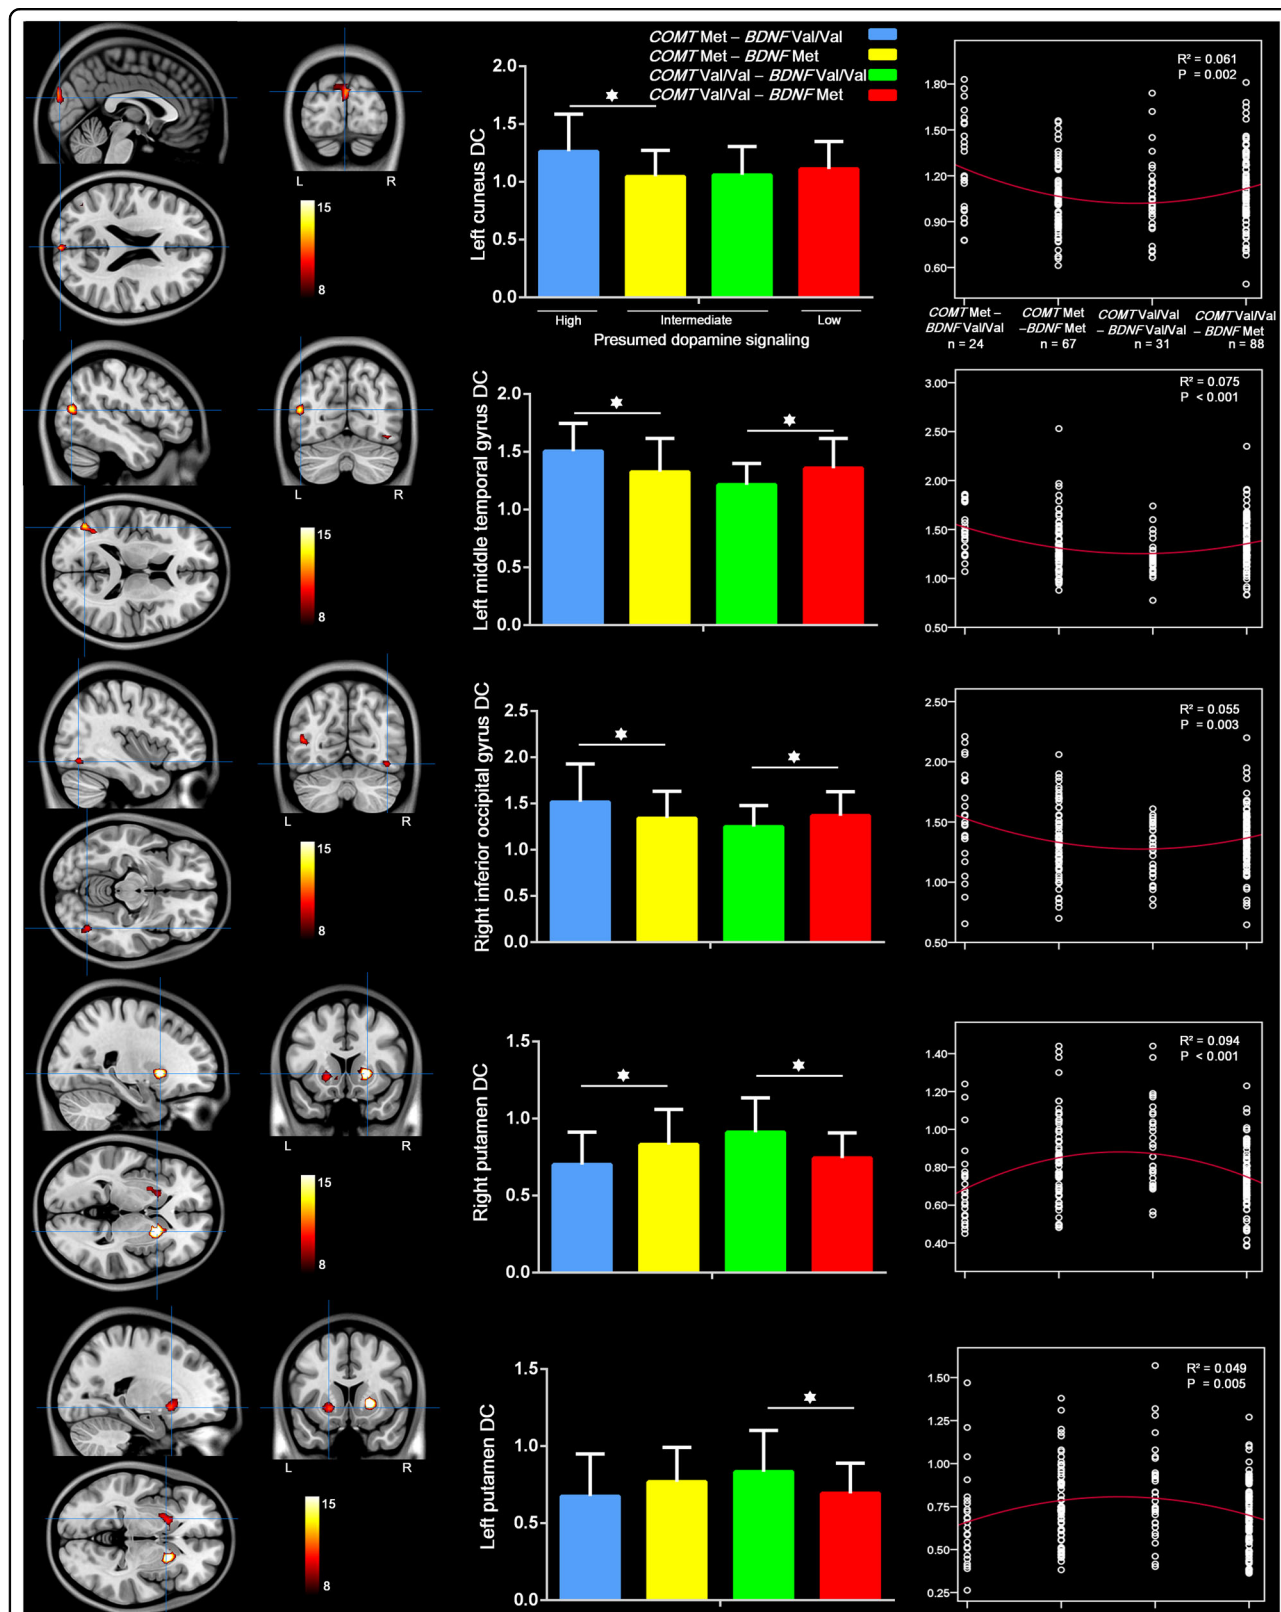 COMT Met – BDNF Val/Val
COMT Met – BDNF Met
COMT Val/Val – BDNF Val/Val
COMT Val/Val – BDNF Met
L R
15
8
Left cuneus DC
2.0
1.5
1.0
0.5
0.0
High Intermediate Low
Presumed dopamine signaling
R² = 0.061
P = 0.002
1.80
1.50
1.20
0.90
0.60
COMT Met – BDNF Val/Val n = 24
COMT Met – BDNF Met n = 67
COMT Val/Val – BDNF Val/Val n = 31
COMT Val/Val – BDNF Met n = 88
L R
15
8
Left middle temporal gyrus DC
2.0
1.5
1.0
0.5
0.0
R² = 0.075
P < 0.001
3.00
2.50
2.00
1.50
1.00
0.50
L R
15
8
Right inferior occipital gyrus DC
2.5
2.0
1.5
1.0
0.5
0.0
R² = 0.055
P = 0.003
2.50
2.00
1.50
1.00
0.50
L R
15
8
Right putamen DC
1.5
1.0
0.5
0.0
R² = 0.094
P < 0.001
1.40
1.20
1.00
0.80
0.60
0.40
L R
15
8
Left putamen DC
1.5
1.0
0.5
0.0
R² = 0.049
P = 0.005
1.50
1.25
1.00
0.75
0.50
0.25